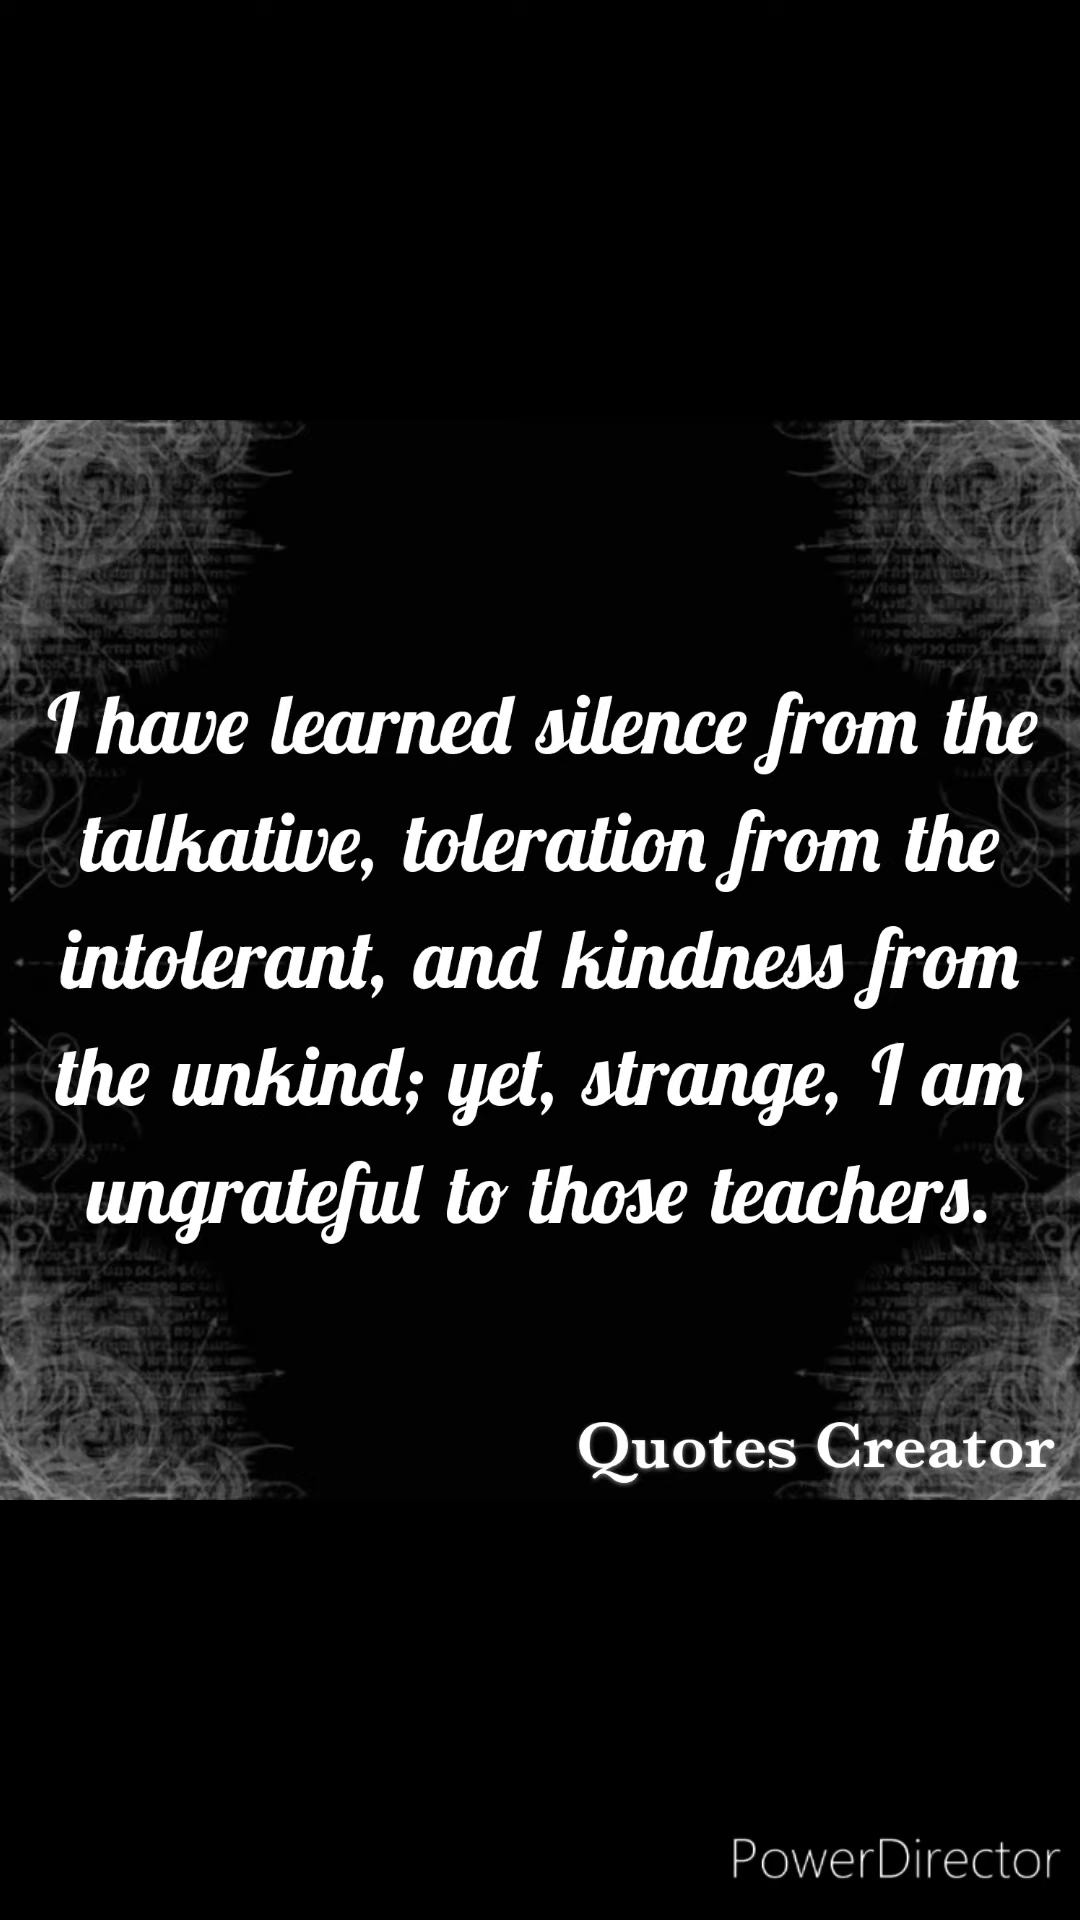 I have learned silence from the
talkative, toleration from the
intolerant, and kindness from
the unkind; yet, strange, I am
ungrateful to those teachers.
Quotes Creator
PowerDirector